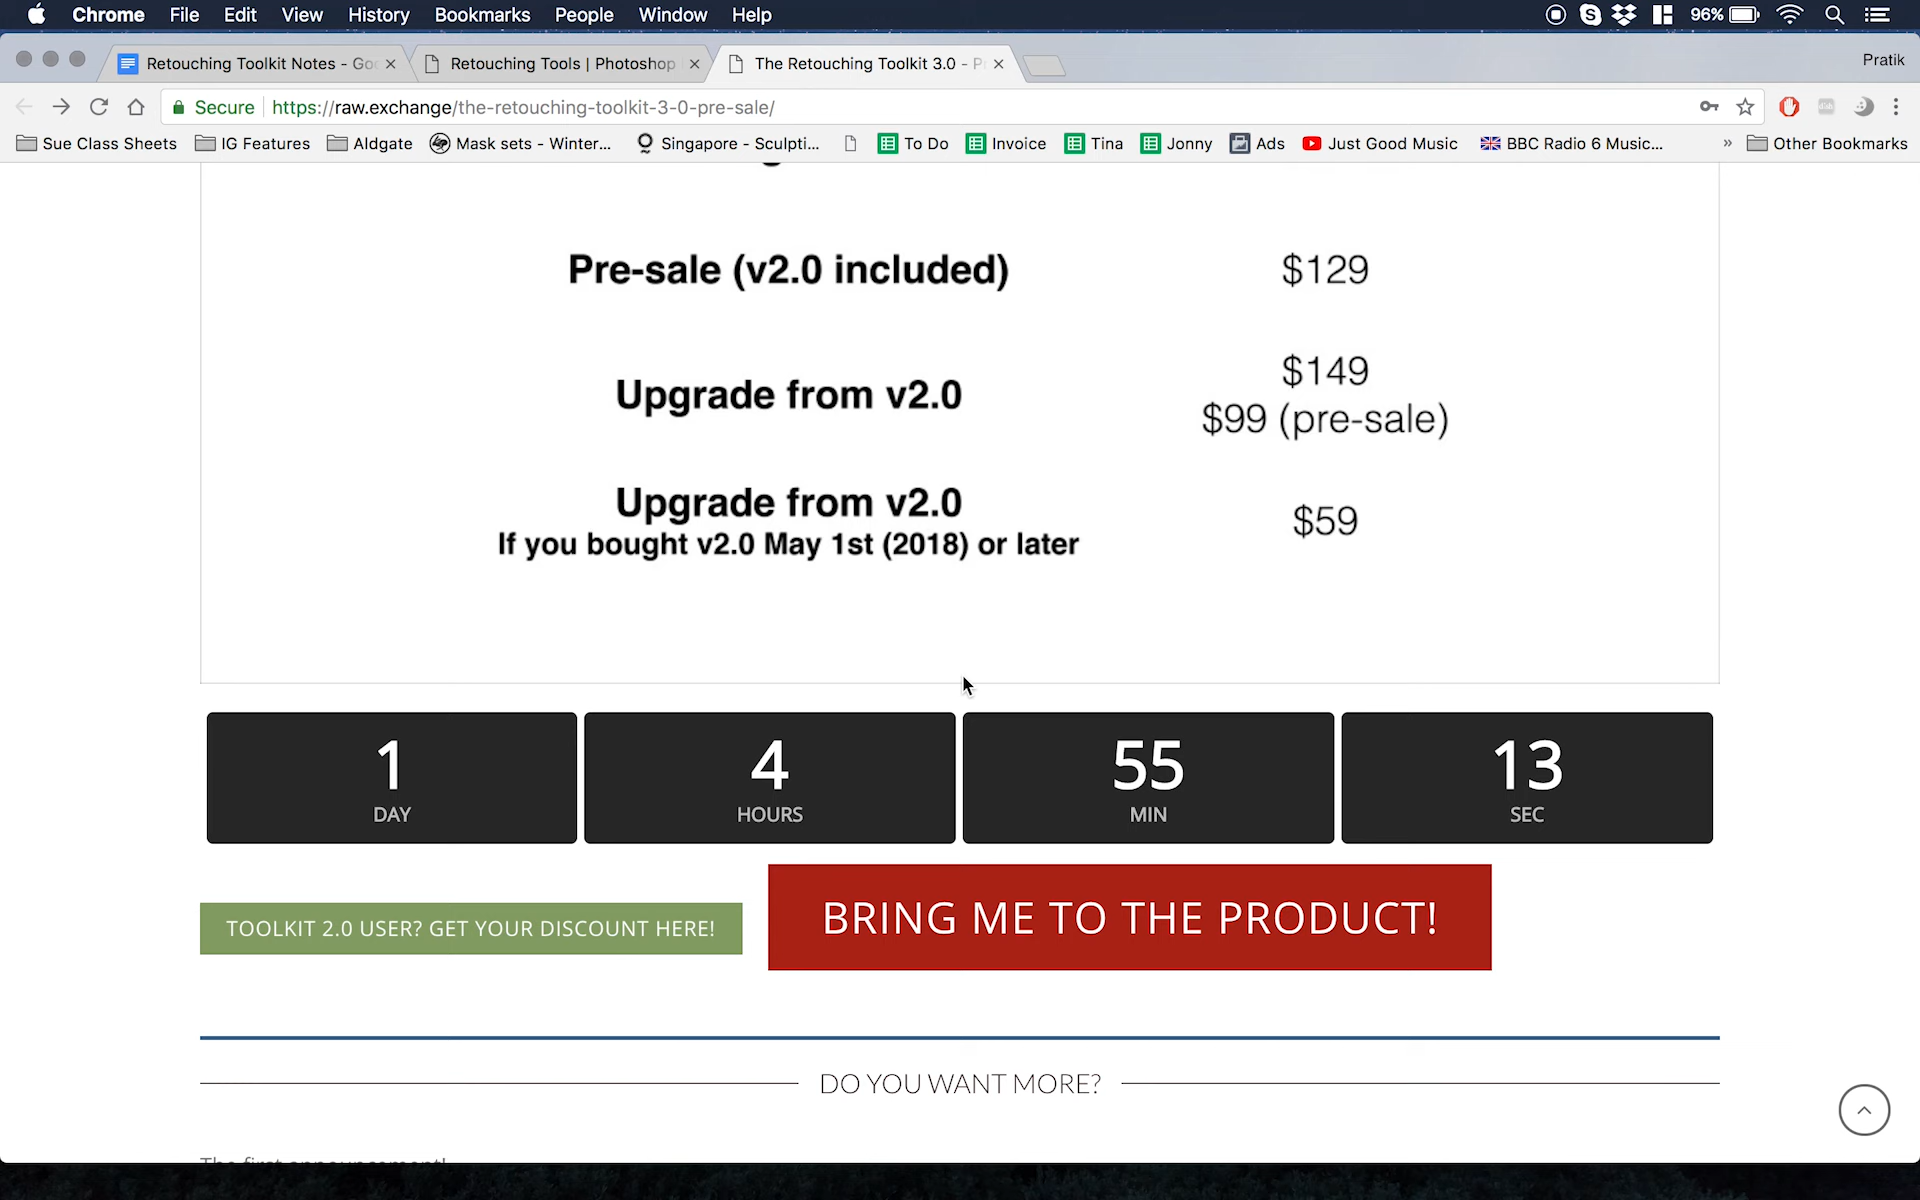 Chrome File Edit View History Bookmarks People Window Help 96%
Retouching Toolkit Notes - Go Retouching Tools | Photoshop The Retouching Toolkit 3.0 - P Pratik
Secure https://raw.exchange/the-retouching-toolkit-3-0-pre-sale/
Sue Class Sheets IG Features Aldgate Mask sets - Winter... Singapore - Sculpti... To Do Invoice Tina Jonny Ads Just Good Music BBC Radio 6 Music... » Other Bookmarks
Pre-sale (v2.0 included) $129
$149
Upgrade from v2.0
$99 (pre-sale)
Upgrade from v2.0
$59
If you bought v2.0 May 1st (2018) or later
1 4 55 13
DAY HOURS MIN SEC
TOOLKIT 2.0 USER? GET YOUR DISCOUNT HERE!
BRING ME TO THE PRODUCT!
DO YOU WANT MORE?
The first announcement!